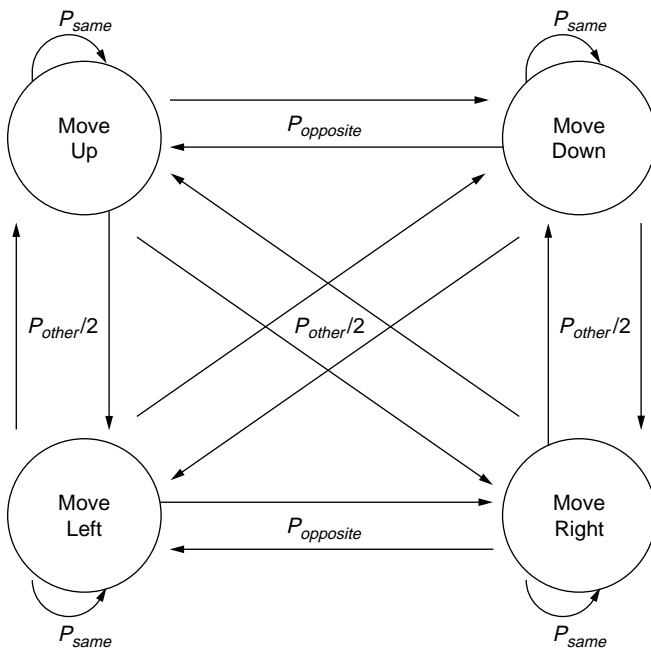 P_same P_same
Move Up
P_opposite
Move Down
P_other/2
P_other/2
P_other/2
Move Left
P_opposite
Move Right
P_same P_same